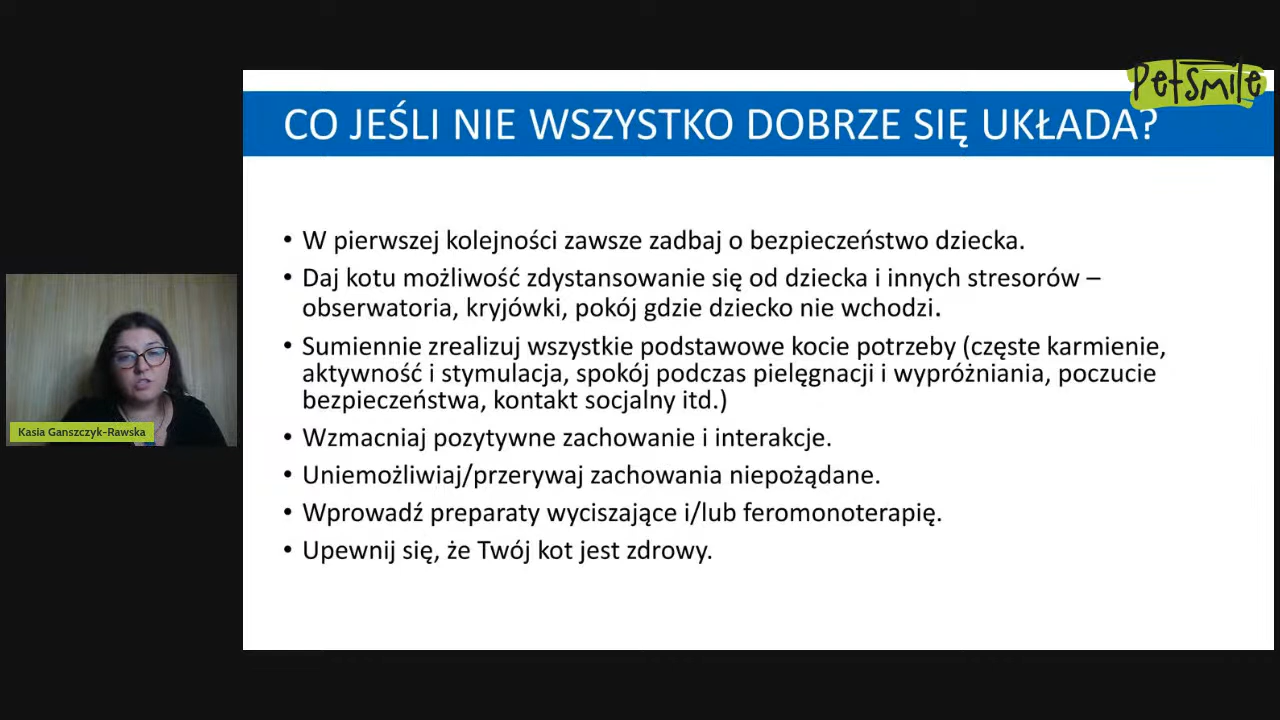 PetSmile
CO JEŚLI NIE WSZYSTKO DOBRZE SIĘ UKŁADA?
• W pierwszej kolejności zawsze zadbaj o bezpieczeństwo dziecka.
• Daj kotu możliwość zdystansowanie się od dziecka i innych stresorów –
obserwatoria, kryjówki, pokój gdzie dziecko nie wchodzi.
• Sumiennie zrealizuj wszystkie podstawowe kocie potrzeby (częste karmienie,
aktywność i stymulacja, spokój podczas pielęgnacji i wypróżniania, poczucie
bezpieczeństwa, kontakt socjalny itd.)
• Wzmacniaj pozytywne zachowanie i interakcje.
• Uniemożliwiaj/przerywaj zachowania niepożądane.
• Wprowadź preparaty wyciszające i/lub feromonoterapię.
• Upewnij się, że Twój kot jest zdrowy.
Kasia Ganszczyk-Rawska